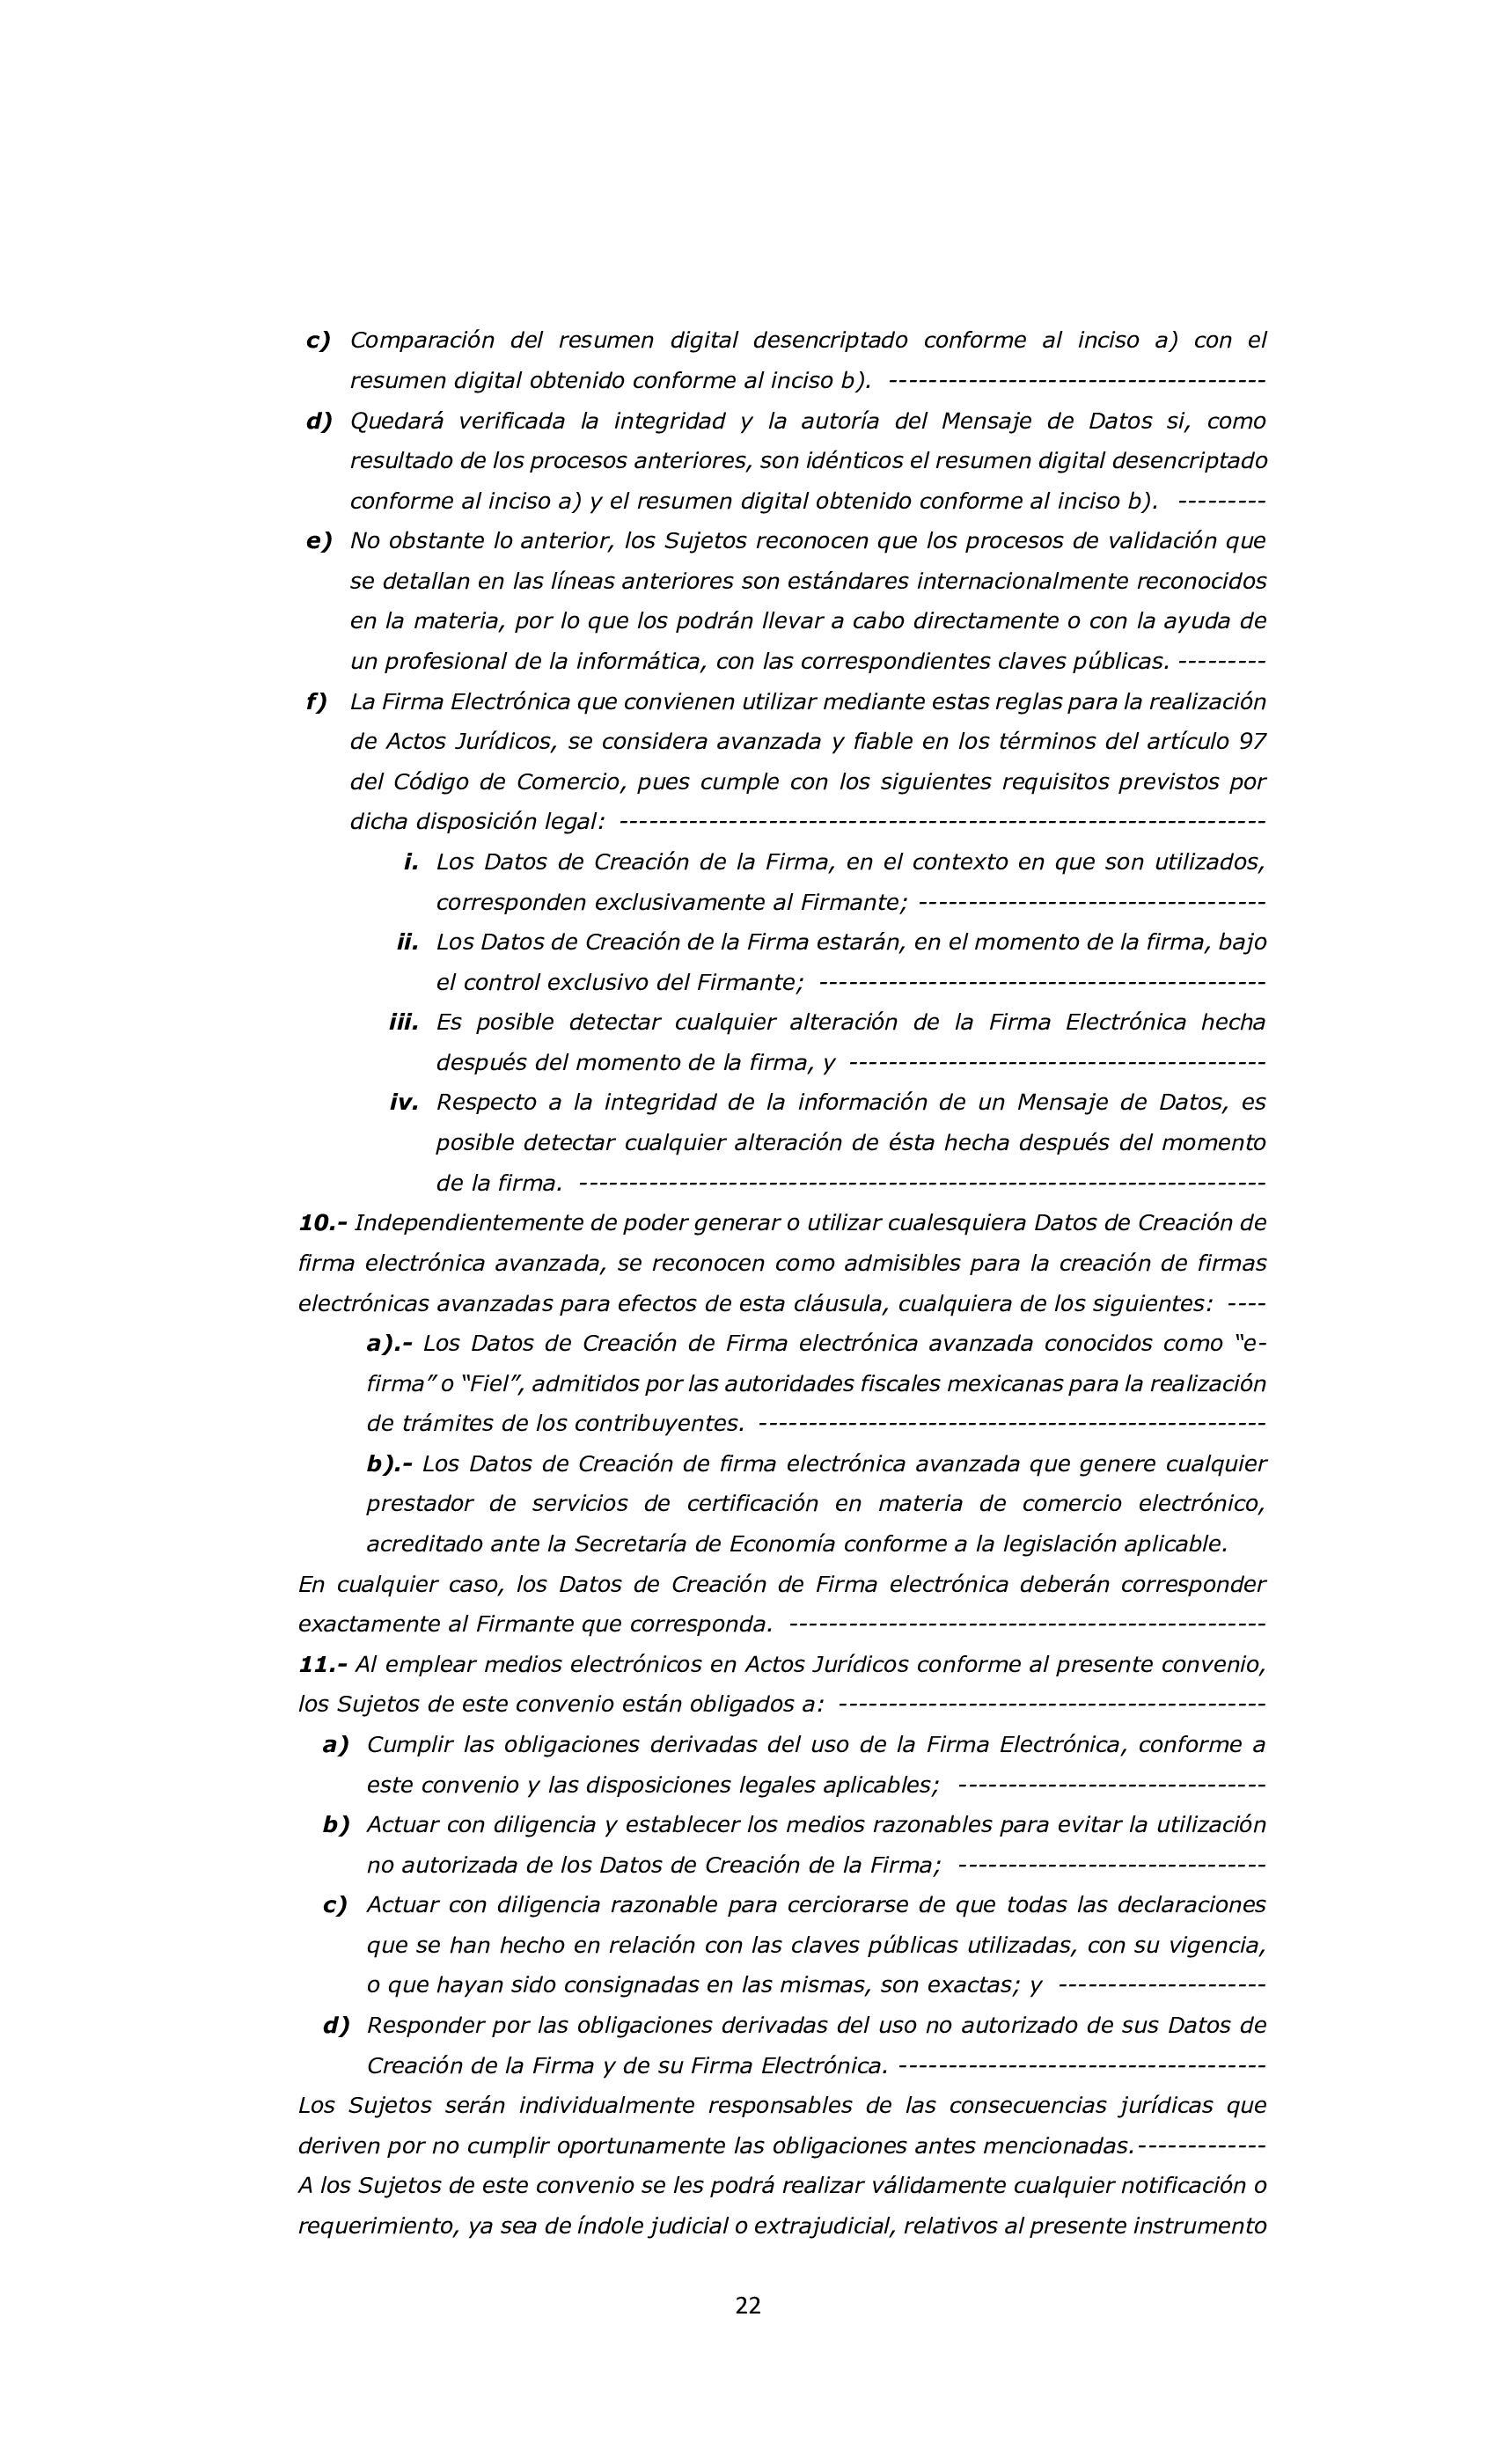 c) Comparación del resumen digital desencriptado conforme al inciso a) con el
resumen digital obtenido conforme al inciso b). --------------------------------------
d) Quedará verificada la integridad y la autoría del Mensaje de Datos si, como
resultado de los procesos anteriores, son idénticos el resumen digital desencriptado
conforme al inciso a) y el resumen digital obtenido conforme al inciso b). ---------
e) No obstante lo anterior, los Sujetos reconocen que los procesos de validación que
se detallan en las líneas anteriores son estándares internacionalmente reconocidos
en la materia, por lo que los podrán llevar a cabo directamente o con la ayuda de
un profesional de la informática, con las correspondientes claves públicas. ---------
f) La Firma Electrónica que convienen utilizar mediante estas reglas para la realización
de Actos Jurídicos, se considera avanzada y fiable en los términos del artículo 97
del Código de Comercio, pues cumple con los siguientes requisitos previstos por
dicha disposición legal: -----------------------------------------------------------------
i. Los Datos de Creación de la Firma, en el contexto en que son utilizados,
corresponden exclusivamente al Firmante; -----------------------------------
ii. Los Datos de Creación de la Firma estarán, en el momento de la firma, bajo
el control exclusivo del Firmante; ---------------------------------------------
iii. Es posible detectar cualquier alteración de la Firma Electrónica hecha
después del momento de la firma, y ------------------------------------------
iv. Respecto a la integridad de la información de un Mensaje de Datos, es
posible detectar cualquier alteración de ésta hecha después del momento
de la firma. ---------------------------------------------------------------------
10.- Independientemente de poder generar o utilizar cualesquiera Datos de Creación de
firma electrónica avanzada, se reconocen como admisibles para la creación de firmas
electrónicas avanzadas para efectos de esta cláusula, cualquiera de los siguientes: ----
a).- Los Datos de Creación de Firma electrónica avanzada conocidos como “e-
firma” o “Fiel”, admitidos por las autoridades fiscales mexicanas para la realización
de trámites de los contribuyentes. ---------------------------------------------------
b).- Los Datos de Creación de firma electrónica avanzada que genere cualquier
prestador de servicios de certificación en materia de comercio electrónico,
acreditado ante la Secretaría de Economía conforme a la legislación aplicable.
En cualquier caso, los Datos de Creación de Firma electrónica deberán corresponder
exactamente al Firmante que corresponda. ------------------------------------------------
11.- Al emplear medios electrónicos en Actos Jurídicos conforme al presente convenio,
los Sujetos de este convenio están obligados a: -------------------------------------------
a) Cumplir las obligaciones derivadas del uso de la Firma Electrónica, conforme a
este convenio y las disposiciones legales aplicables; -------------------------------
b) Actuar con diligencia y establecer los medios razonables para evitar la utilización
no autorizada de los Datos de Creación de la Firma; -------------------------------
c) Actuar con diligencia razonable para cerciorarse de que todas las declaraciones
que se han hecho en relación con las claves públicas utilizadas, con su vigencia,
o que hayan sido consignadas en las mismas, son exactas; y ---------------------
d) Responder por las obligaciones derivadas del uso no autorizado de sus Datos de
Creación de la Firma y de su Firma Electrónica. -------------------------------------
Los Sujetos serán individualmente responsables de las consecuencias jurídicas que
deriven por no cumplir oportunamente las obligaciones antes mencionadas.-------------
A los Sujetos de este convenio se les podrá realizar válidamente cualquier notificación o
requerimiento, ya sea de índole judicial o extrajudicial, relativos al presente instrumento
22